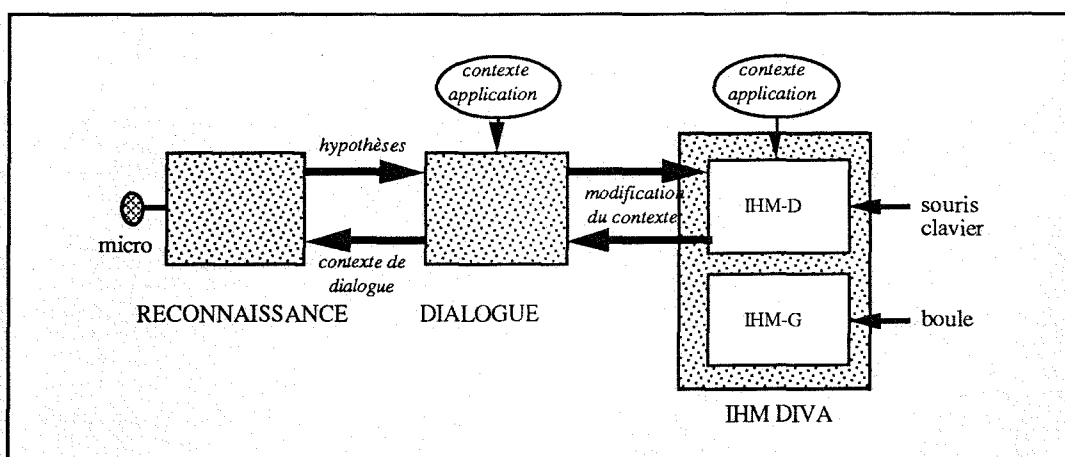 contexte
application
contexte
application
hypothèses
modification
du contexte
IHM-D
souris
clavier
micro
contexte de
dialogue
RECONNAISSANCE
DIALOGUE
IHM-G
boule
IHM DIVA